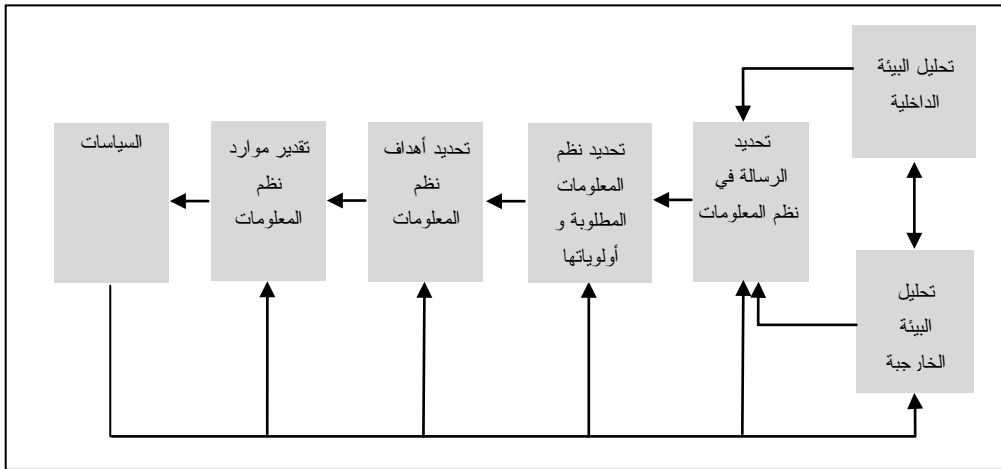 تحليل البيئة
الداخلية
تحليل
البيئة
الخارجبة
تحديد
الرسالة في
نظم المعلومات
تحديد نظم
المعلومات
المطلوبة و
أولوياتها
تحديد أهداف
نظم
المعلومات
تقدير موارد
نظم
المعلومات
السياسات